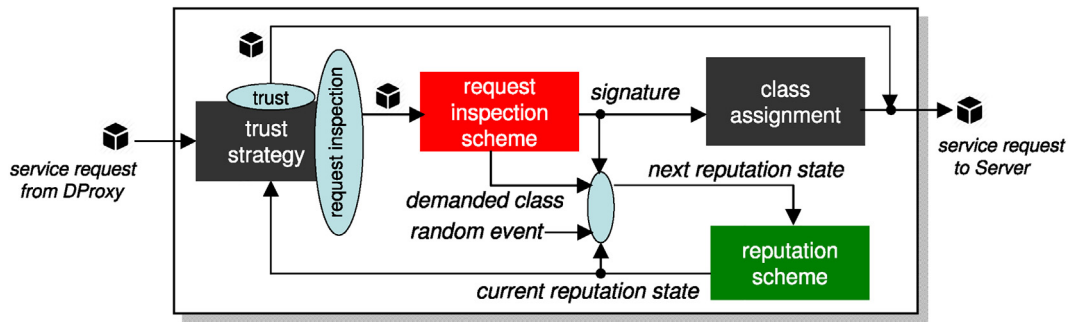 trust
trust
strategy
request inspection
request
inspection
scheme
signature
class
assignment
service request
from DProxy
service request
to Server
demanded class
next reputation state
random event
reputation
scheme
current reputation state